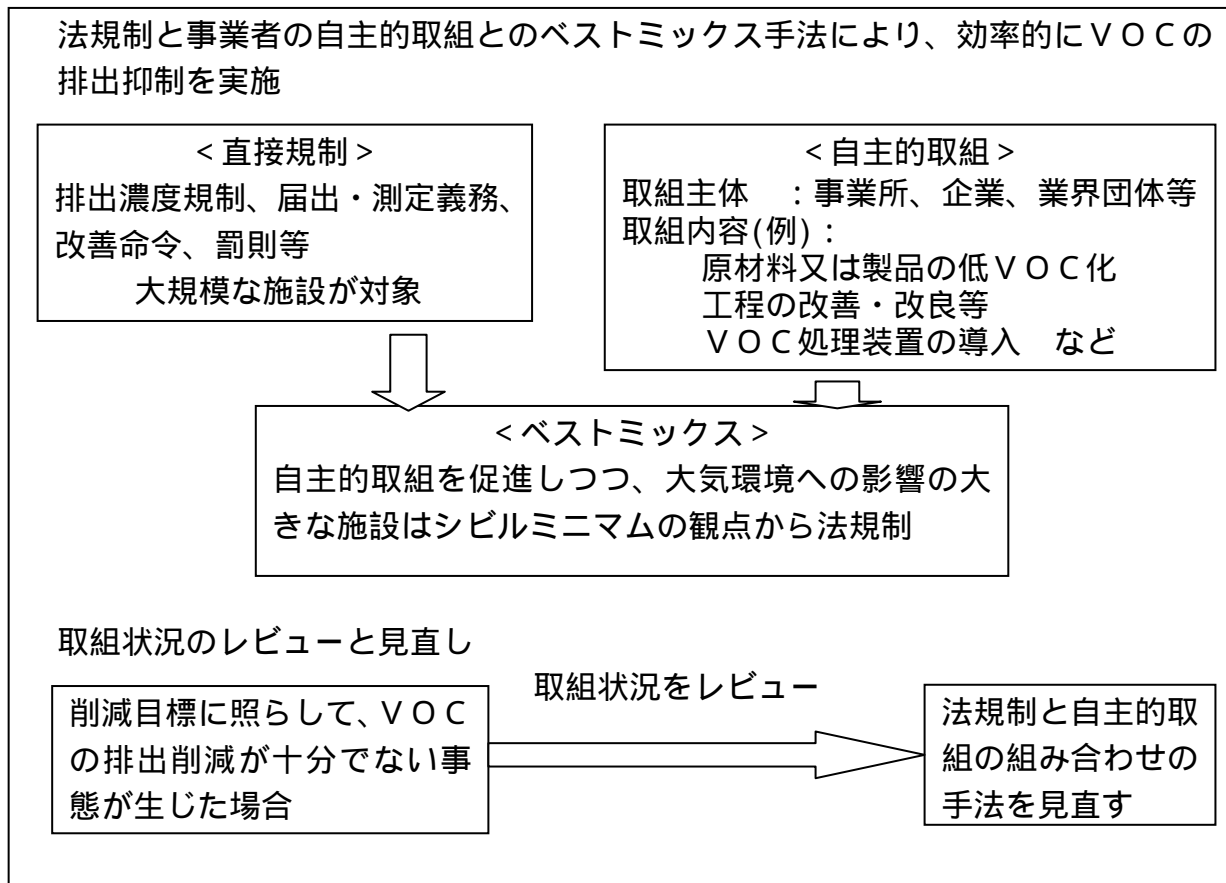 法規制と事業者の自主的取組とのベストミックス手法により、効率的にＶＯＣの
排出抑制を実施
＜直接規制＞
排出濃度規制、届出・測定義務、
改善命令、罰則等
大規模な施設が対象
＜自主的取組＞
取組主体　：事業所、企業、業界団体等
取組内容(例)：
原材料又は製品の低ＶＯＣ化
工程の改善・改良等
ＶＯＣ処理装置の導入　など
＜ベストミックス＞
自主的取組を促進しつつ、大気環境への影響の大
きな施設はシビルミニマムの観点から法規制
取組状況のレビューと見直し
削減目標に照らして、ＶＯＣ
の排出削減が十分でない事
態が生じた場合
取組状況をレビュー
法規制と自主的取
組の組み合わせの
手法を見直す